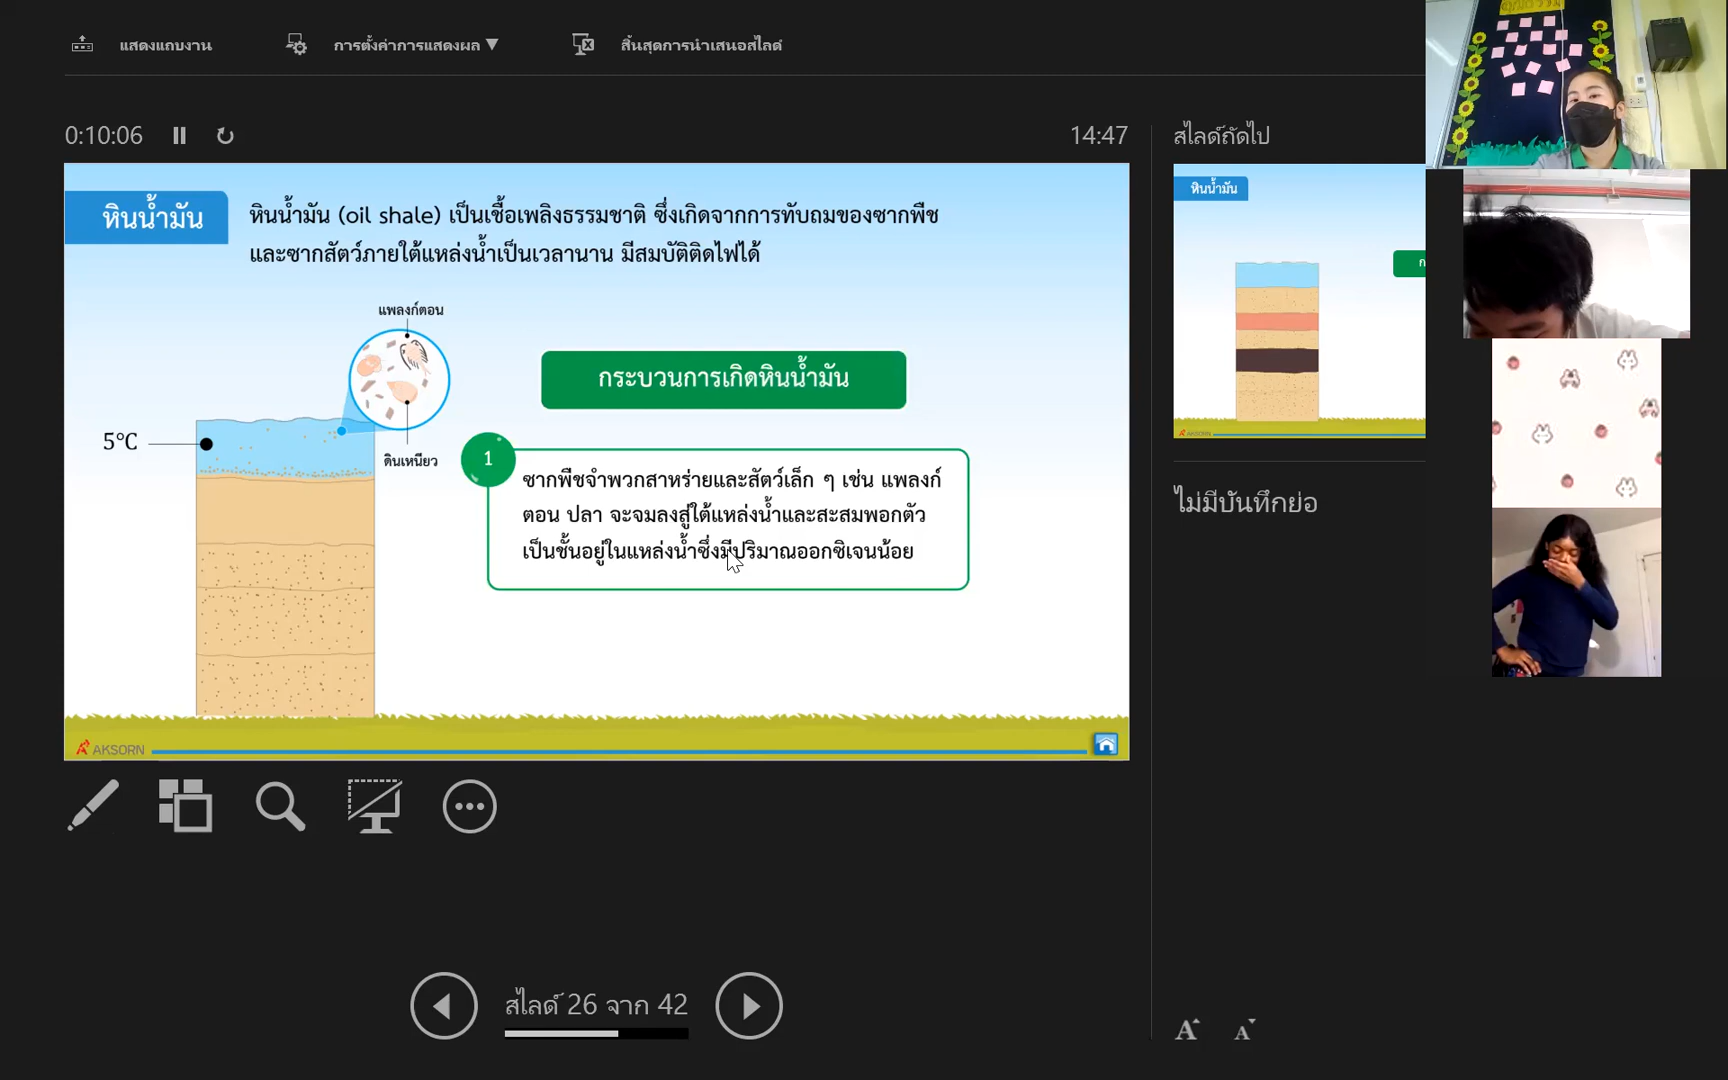 แสดงแถบงาน
การตั้งค่าการแสดงผล ▼
สิ้นสุดการนำเสนอสไลด์
0:10:06
14:47
สไลด์ถัดไป
หินน้ำมัน
หินน้ำมัน (oil shale) เป็นเชื้อเพลิงธรรมชาติ ซึ่งเกิดจากการทับถมของซากพืช
และซากสัตว์ภายใต้แหล่งน้ำเป็นเวลานาน มีสมบัติติดไฟได้
แพลงก์ตอน
กระบวนการเกิดหินน้ำมัน
5°C
ดินเหนียว
1
ซากพืชจำพวกสาหร่ายและสัตว์เล็ก ๆ เช่น แพลงก์
ตอน ปลา จะจมลงสู่ใต้แหล่งน้ำและสะสมพอกตัว
เป็นชั้นอยู่ในแหล่งน้ำซึ่งมีปริมาณออกซิเจนน้อย
AKSORN
หินน้ำมัน
ก
AKSORN
ไม่มีบันทึกย่อ
สไลด์ 26 จาก 42
A A